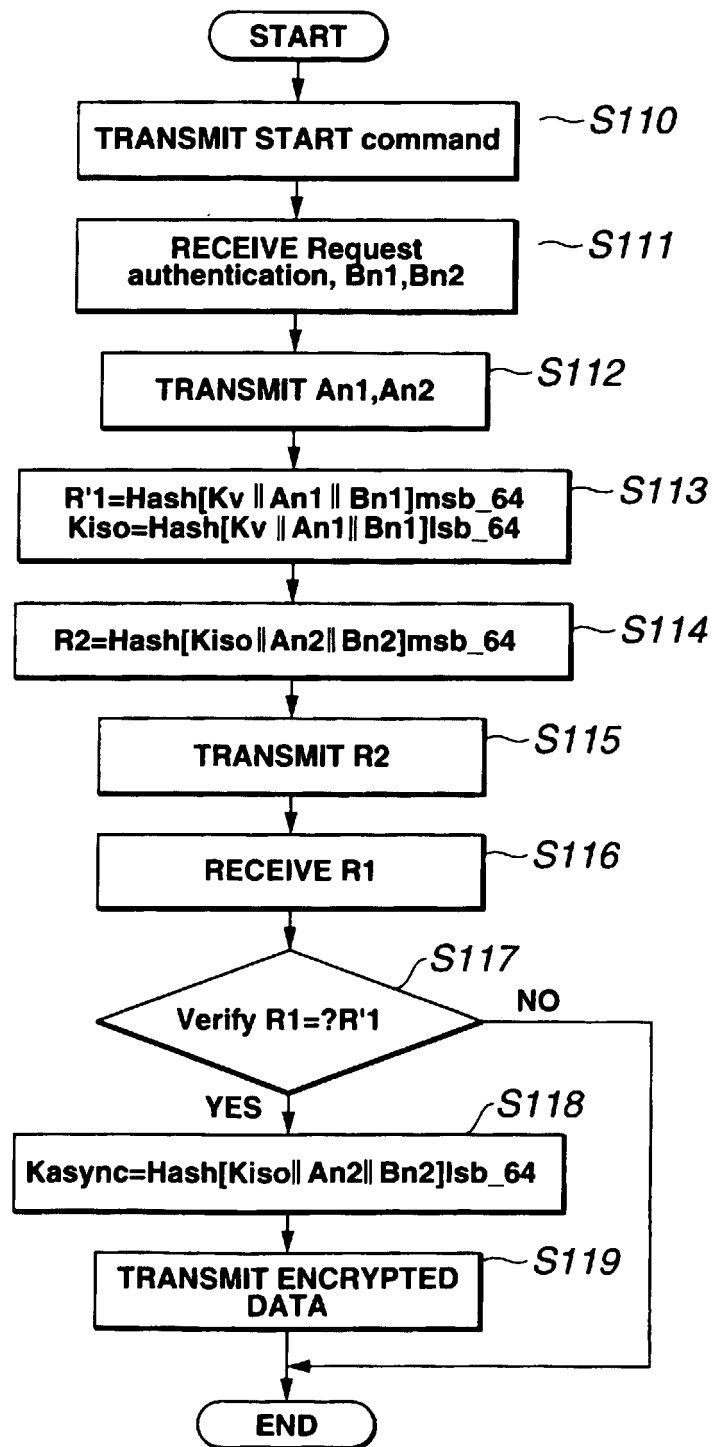 START
TRANSMIT START command
S110
RECEIVE Request
authentication, Bn1,Bn2
S111
TRANSMIT An1,An2
S112
R'1=Hash[Kv || An1 || Bn1]msb_64
Kiso=Hash[Kv || An1|| Bn1]lsb_64
S113
R2=Hash[Kiso || An2 || Bn2]msb_64
S114
TRANSMIT R2
S115
RECEIVE R1
S116
Verify R1=?R'1
S117
NO
YES
Kasync=Hash[Kiso|| An2|| Bn2]lsb_64
S118
TRANSMIT ENCRYPTED
DATA
S119
END